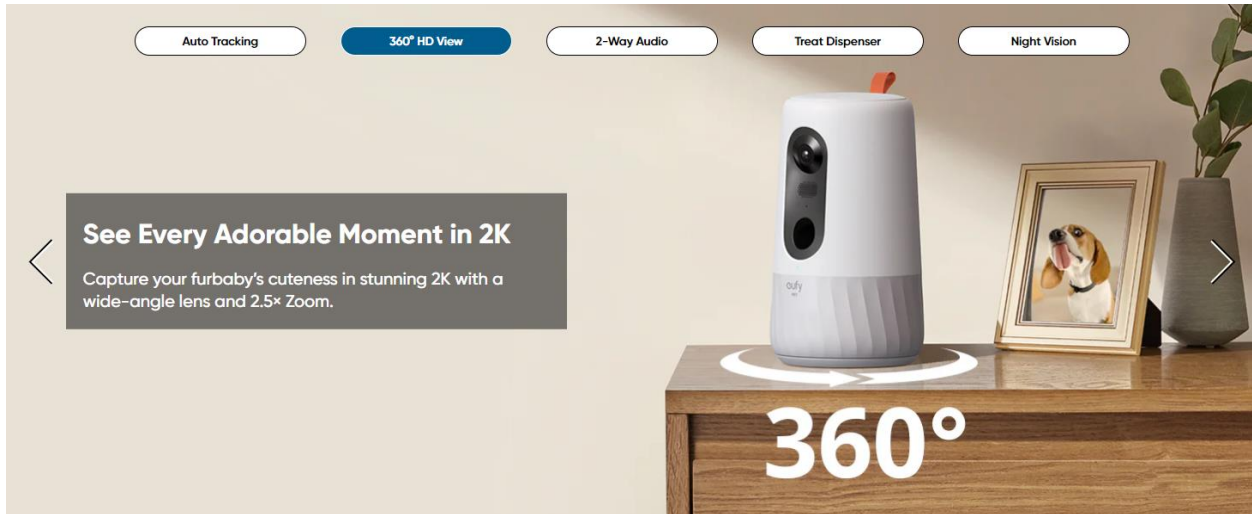 Auto Tracking
360° HD View
2-Way Audio
Treat Dispenser
Night Vision
See Every Adorable Moment in 2K
Capture your furbaby's cuteness in stunning 2K with a
wide-angle lens and 2.5× Zoom.
eufy
360°